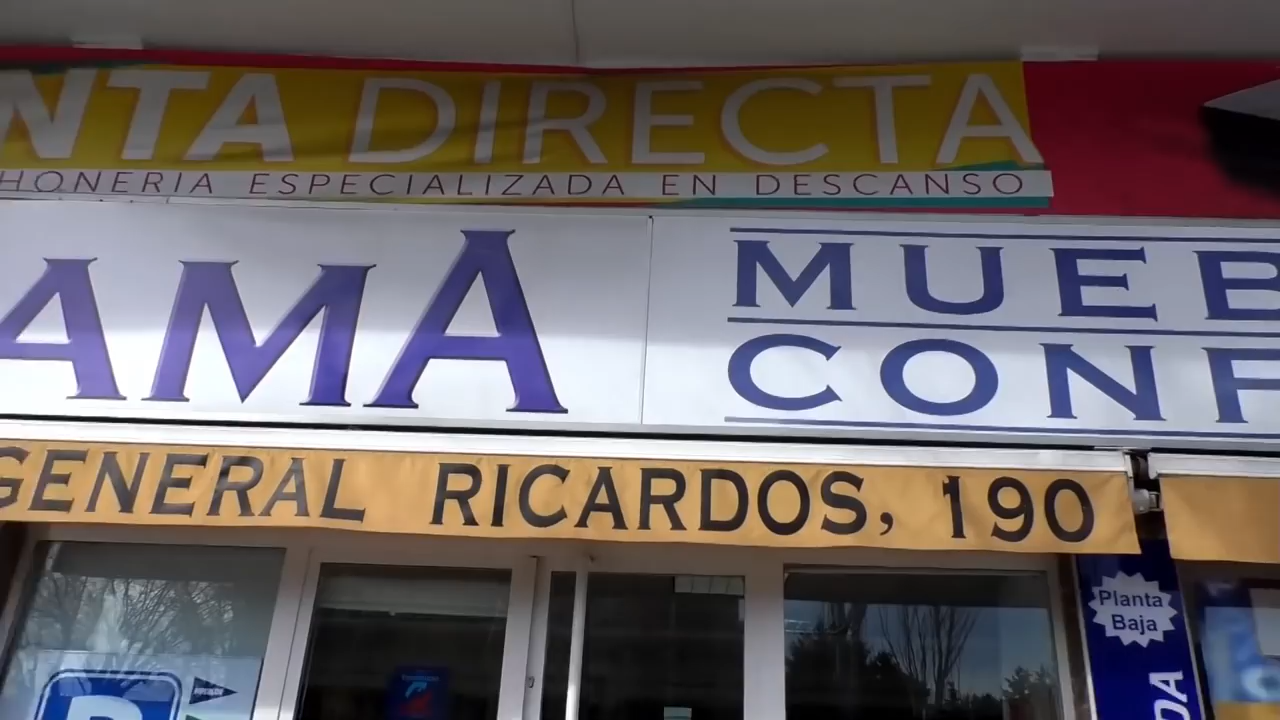 NTA DIRECTA
HONERIA ESPECIALIZADA EN DESCANSO
AMA
MUEB
CONF
GENERAL RICARDOS, 190
Planta
Baja
DA
P